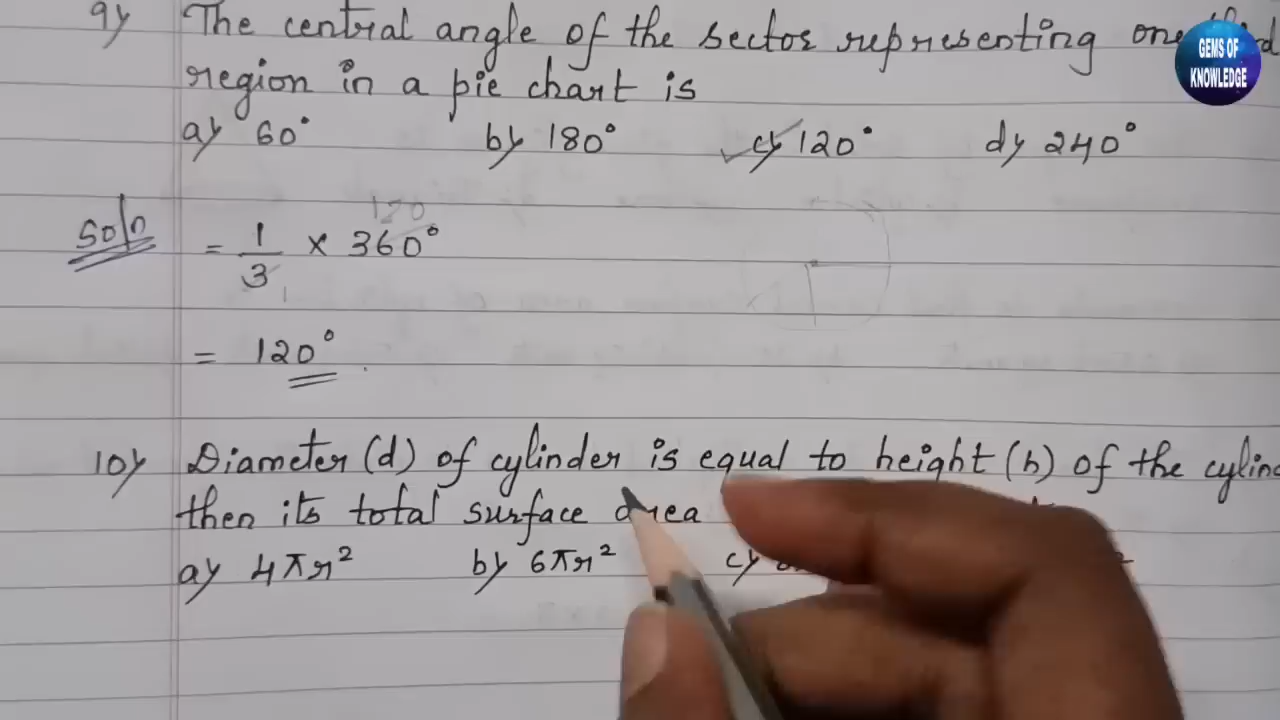 9) The central angle of the sector representing
GEMS OF
KNOWLEDGE
region in a pie chart is
a) 60° b) 180° c) 120° d) 240°
Soln
120
= 1/3 × 360°
1
= 120°
10) Diameter (d) of cylinder is equal to height (h) of the
then its total surface area
a) 4πr² b) 6πr² c)